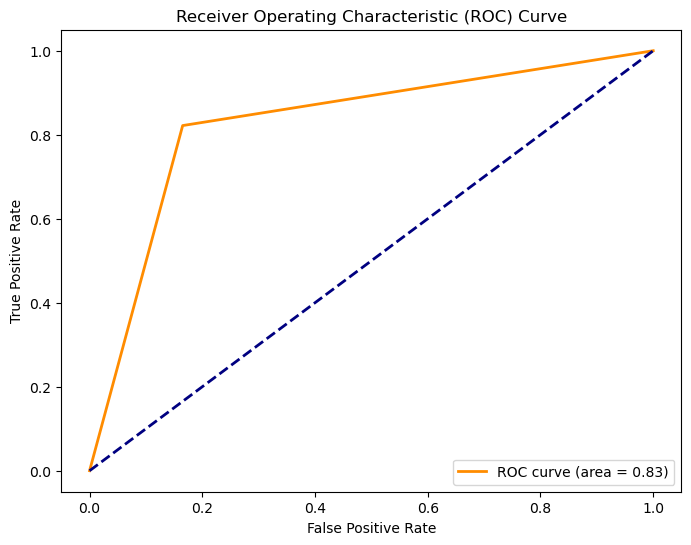 Receiver Operating Characteristic (ROC) Curve
1.0
0.8
0.6
0.4
0.2
0.0
True Positive Rate
ROC curve (area = 0.83)
0.0 0.2 0.4 0.6 0.8 1.0
False Positive Rate